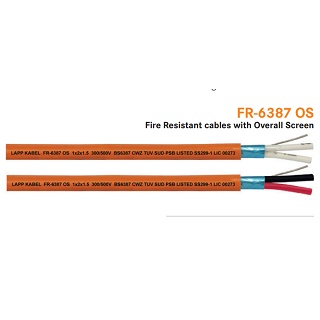 FR-6387 OS
Fire Resistant cables with Overall Screen
LAPP KABEL FR-6387 OS 1x2x1.5 300/500V BS6387 CWZ TUV SUD PSB LISTED SS299-1 LIC 00273
LAPP KABEL FR-6387 OS 1x2x1.5 300/500V BS6387 CWZ TUV SUD PSB LISTED SS299-1 LIC 00273